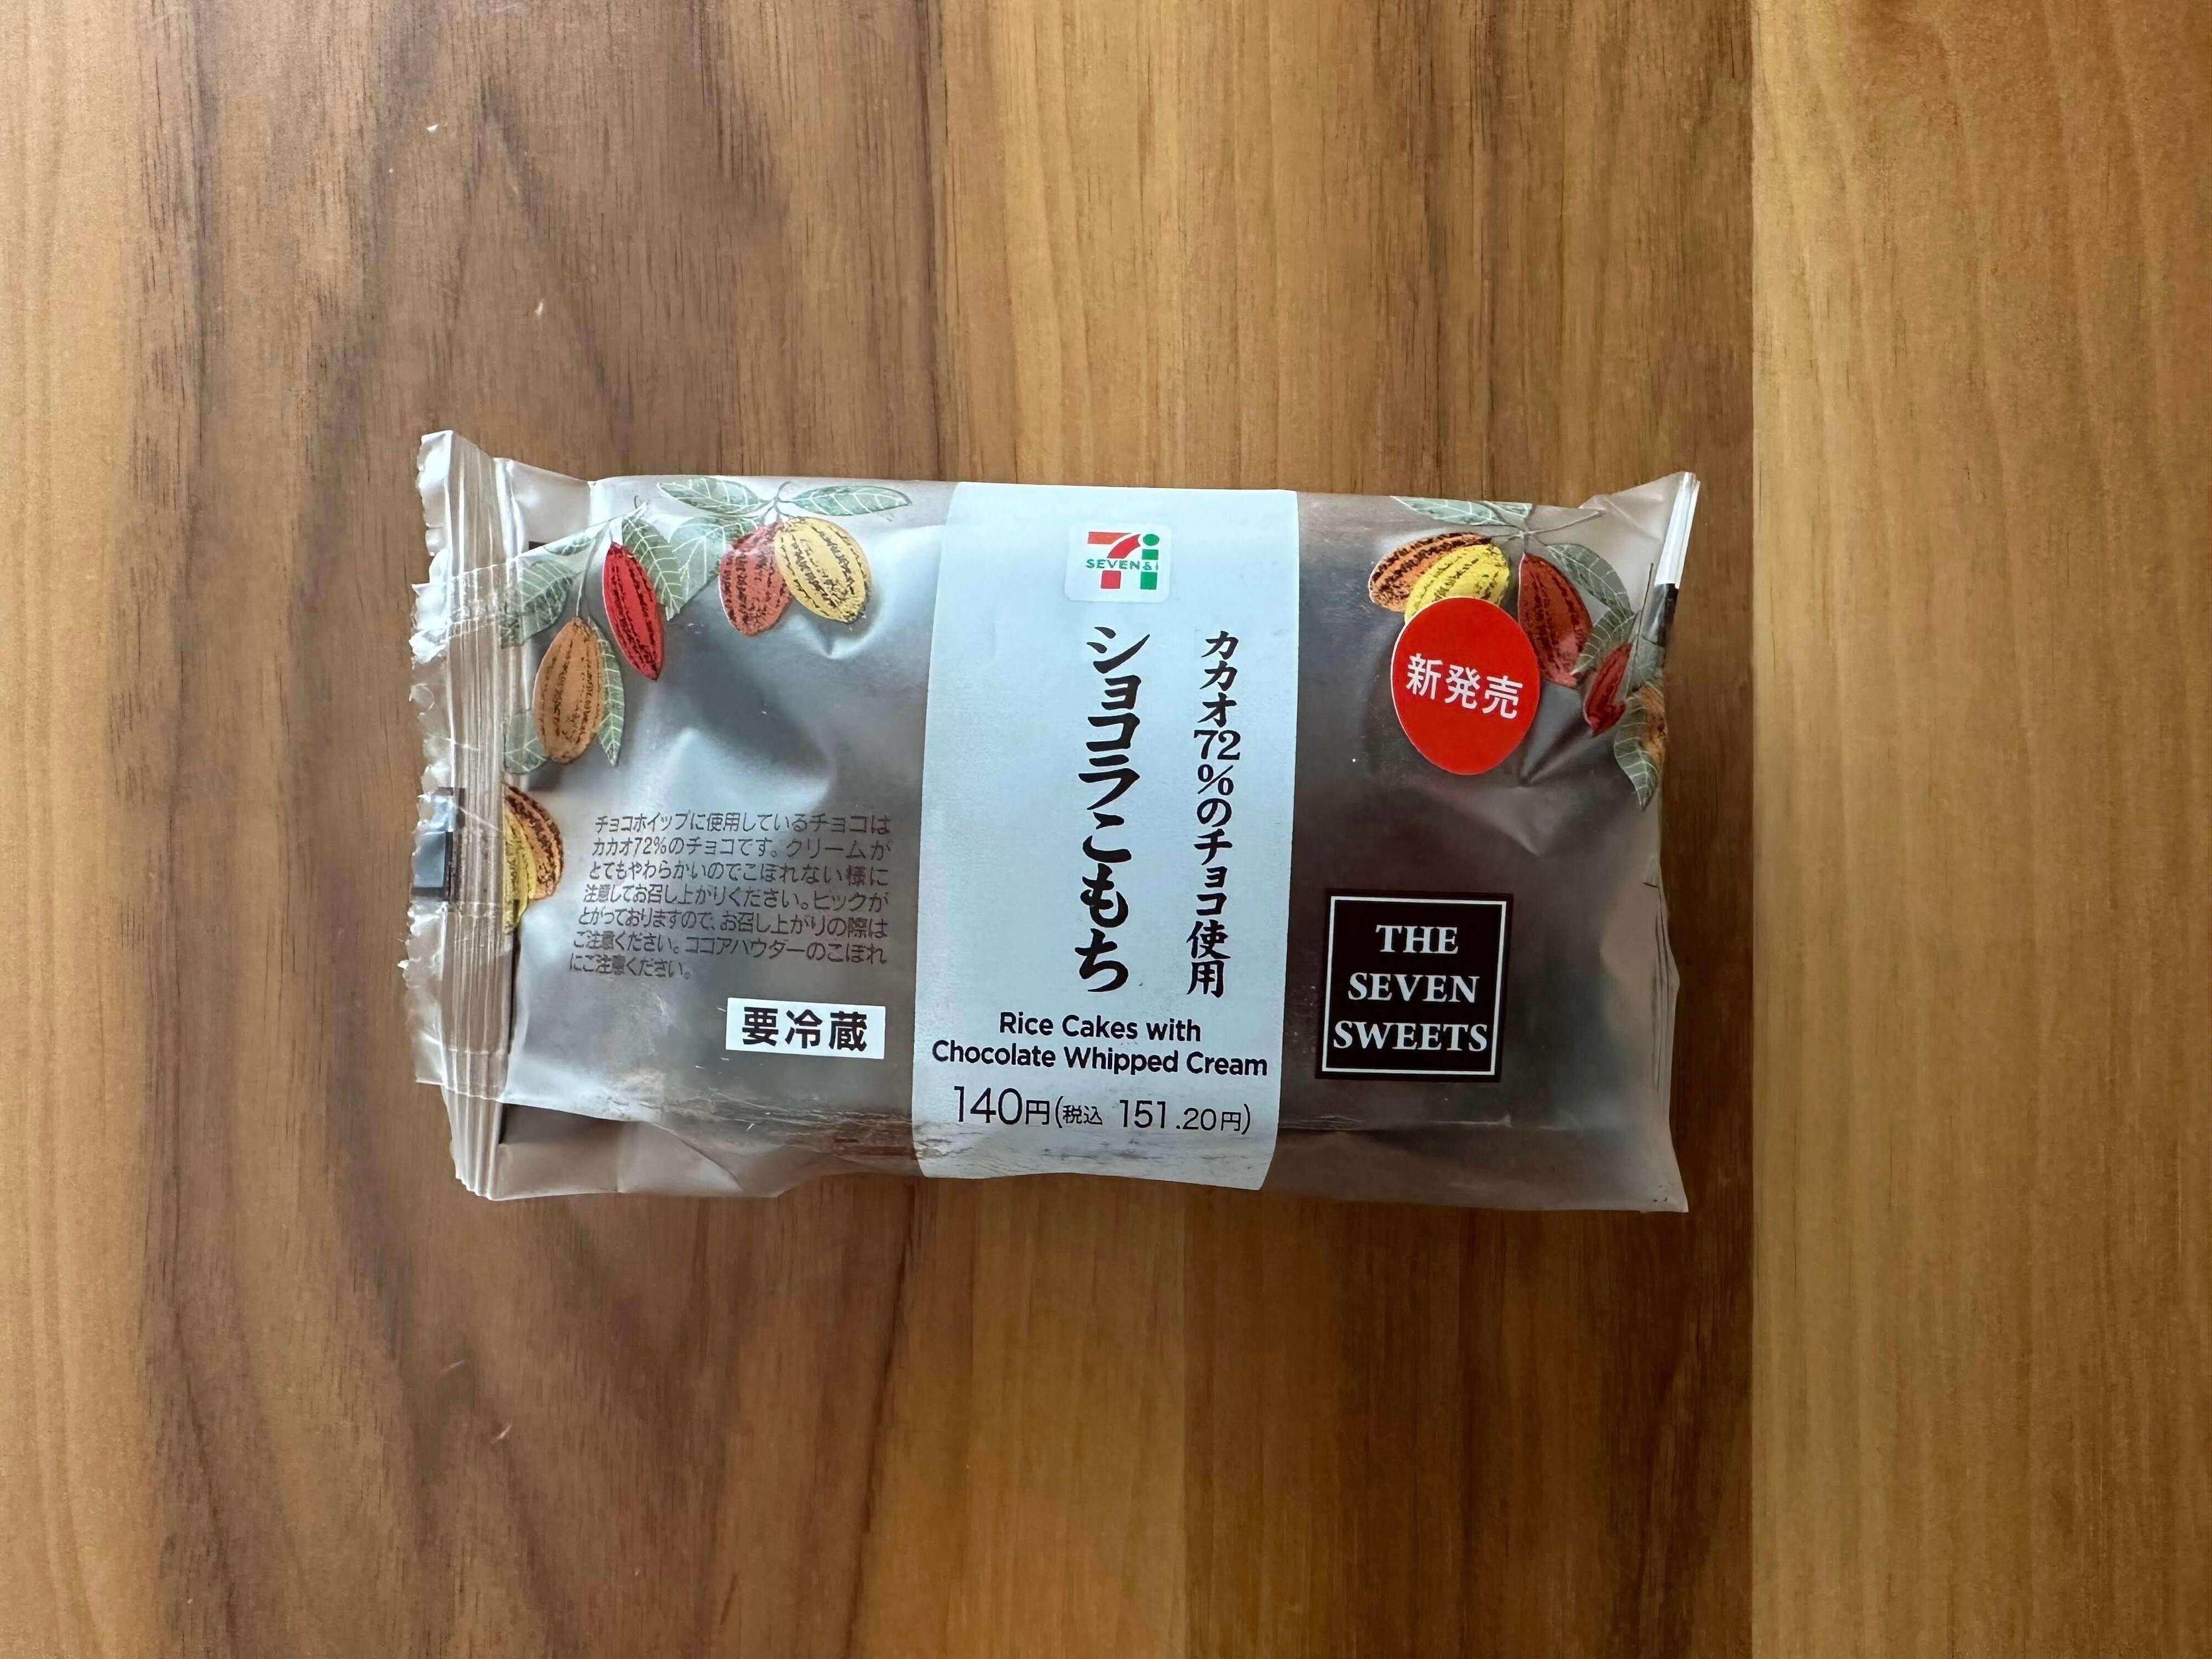 SEVEN&i
カカオ72%のチョコ使用
ショコラこもち
Rice Cakes with
Chocolate Whipped Cream
140円(税込 151.20円)
チョコホイップに使用しているチョコは
カカオ72%のチョコです。クリームが
とてもやわらかいのでこぼれない様に
注意してお召し上がりください。ピックが
とがっておりますので、お召し上がりの際は
ご注意ください。ココアパウダーのこぼれ
にご注意ください。
要冷蔵
新発売
THE
SEVEN
SWEETS